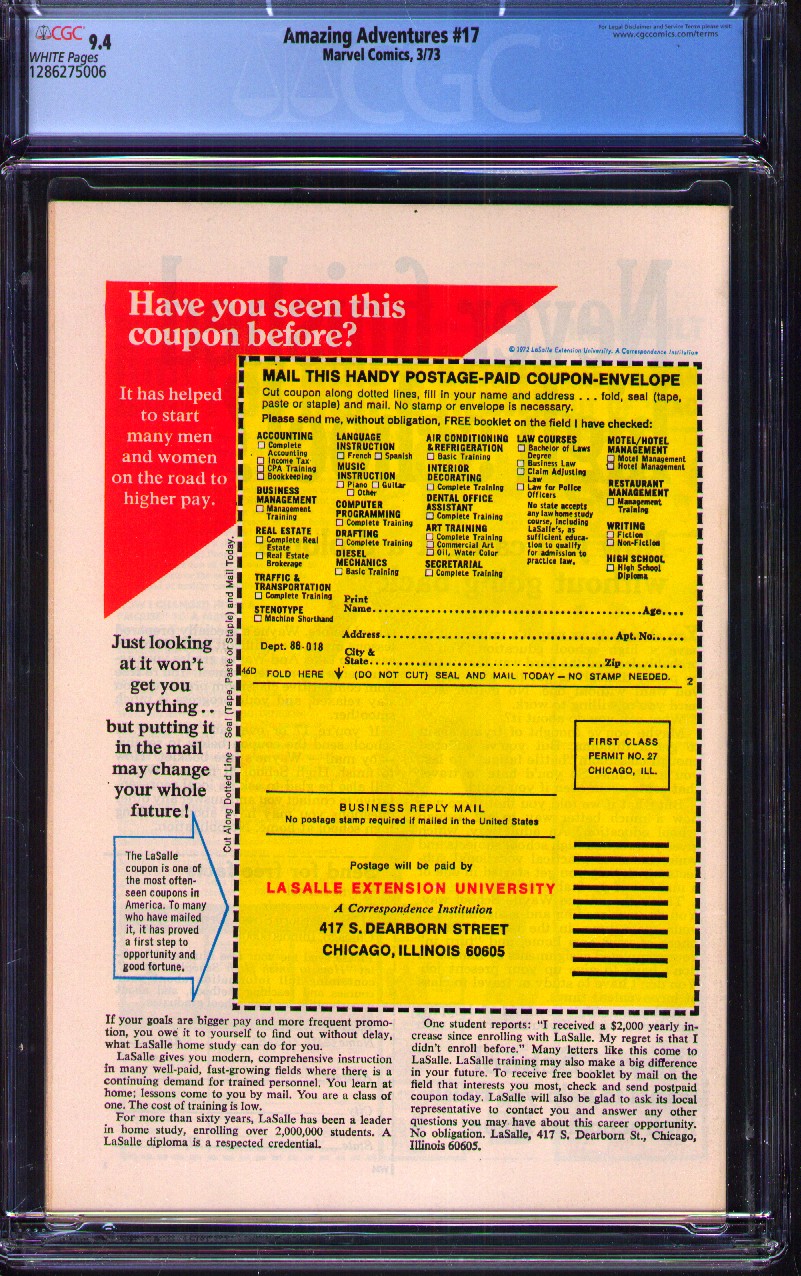 CGC 9.4
WHITE Pages
1286275006
Amazing Adventures #17
Marvel Comics, 3/73
For Legal Disclaimer and Service Terms please visit:
www.cgccomics.com/terms
CGC
Have you seen this
coupon before?
© 1972 LaSalle Extension University. A Correspondence Institution
It has helped
to start
many men
and women
on the road to
higher pay.
MAIL THIS HANDY POSTAGE-PAID COUPON-ENVELOPE
Cut coupon along dotted lines, fill in your name and address . . . fold, seal (tape,
paste or staple) and mail. No stamp or envelope is necessary.
Please send me, without obligation, FREE booklet on the field I have checked:
ACCOUNTING
☐ Complete
Accounting
☐ Income Tax
☐ CPA Training
☐ Bookkeeping
BUSINESS
MANAGEMENT
☐ Management
Training
REAL ESTATE
☐ Complete Real
Estate
☐ Real Estate
Brokerage
TRAFFIC &
TRANSPORTATION
☐ Complete Training
STENOTYPE
☐ Machine Shorthand
LANGUAGE
INSTRUCTION
☐ French ☐ Spanish
MUSIC
INSTRUCTION
☐ Piano ☐ Guitar
☐ Other
COMPUTER
PROGRAMMING
☐ Complete Training
DRAFTING
☐ Complete Training
DIESEL
MECHANICS
☐ Basic Training
AIR CONDITIONING
& REFRIGERATION
☐ Basic Training
INTERIOR
DECORATING
☐ Complete Training
DENTAL OFFICE
ASSISTANT
☐ Complete Training
ART TRAINING
☐ Complete Training
☐ Commercial Art
☐ Oil, Water Color
SECRETARIAL
☐ Complete Training
LAW COURSES
☐ Bachelor of Laws
Degree
☐ Business Law
☐ Claim Adjusting
Law
☐ Law for Police
Officers
No state accepts
any law home study
course, including
LaSalle's, as
sufficient educa-
tion to qualify
for admission to
practice law.
MOTEL/HOTEL
MANAGEMENT
☐ Motel Management
☐ Hotel Management
RESTAURANT
MANAGEMENT
☐ Management
Training
WRITING
☐ Fiction
☐ Non-Fiction
HIGH SCHOOL
☐ High School
Diploma
Print
Name........Age....
Address........Apt. No......
Dept. 86-018
City &
State........Zip..........
46D FOLD HERE ↓ (DO NOT CUT) SEAL AND MAIL TODAY—NO STAMP NEEDED. 2
Cut Along Dotted Line — Seal (Tape, Paste or Staple) and Mail Today.
Just looking
at it won't
get you
anything..
but putting it
in the mail
may change
your whole
future!
The LaSalle
coupon is one of
the most often-
seen coupons in
America. To many
who have mailed
it, it has proved
a first step to
opportunity and
good fortune.
FIRST CLASS
PERMIT NO. 27
CHICAGO, ILL.
BUSINESS REPLY MAIL
No postage stamp required if mailed in the United States
Postage will be paid by
LA SALLE EXTENSION UNIVERSITY
A Correspondence Institution
417 S. DEARBORN STREET
CHICAGO, ILLINOIS 60605
If your goals are bigger pay and more frequent promo-
tion, you owe it to yourself to find out without delay,
what LaSalle home study can do for you.
LaSalle gives you modern, comprehensive instruction
in many well-paid, fast-growing fields where there is a
continuing demand for trained personnel. You learn at
home; lessons come to you by mail. You are a class of
one. The cost of training is low.
For more than sixty years, LaSalle has been a leader
in home study, enrolling over 2,000,000 students. A
LaSalle diploma is a respected credential.
One student reports: "I received a $2,000 yearly in-
crease since enrolling with LaSalle. My regret is that I
didn't enroll before." Many letters like this come to
LaSalle. LaSalle training may also make a big difference
in your future. To receive free booklet by mail on the
field that interests you most, check and send postpaid
coupon today. LaSalle will also be glad to ask its local
representative to contact you and answer any other
questions you may have about this career opportunity.
No obligation. LaSalle, 417 S. Dearborn St., Chicago,
Illinois 60605.